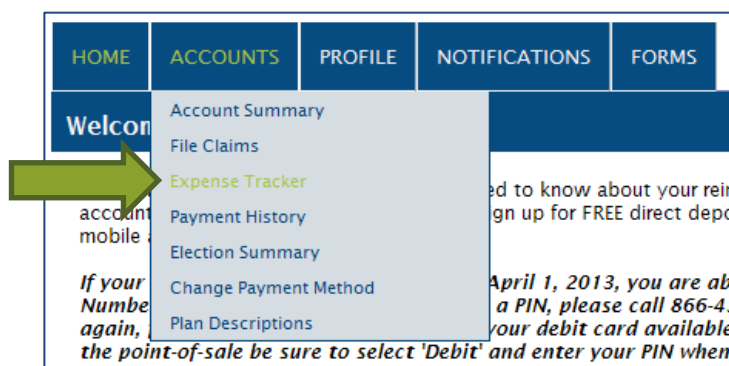 HOME ACCOUNTS PROFILE NOTIFICATIONS FORMS
Account Summary
File Claims
Expense Tracker
Payment History
Election Summary
Change Payment Method
Plan Descriptions
Welcom
ed to know about your rei
account gn up for FREE direct depo
mobile
If your April 1, 2013, you are ab
Numbe a PIN, please call 866-4
again, your debit card available
the point-of-sale be sure to select 'Debit' and enter your PIN when